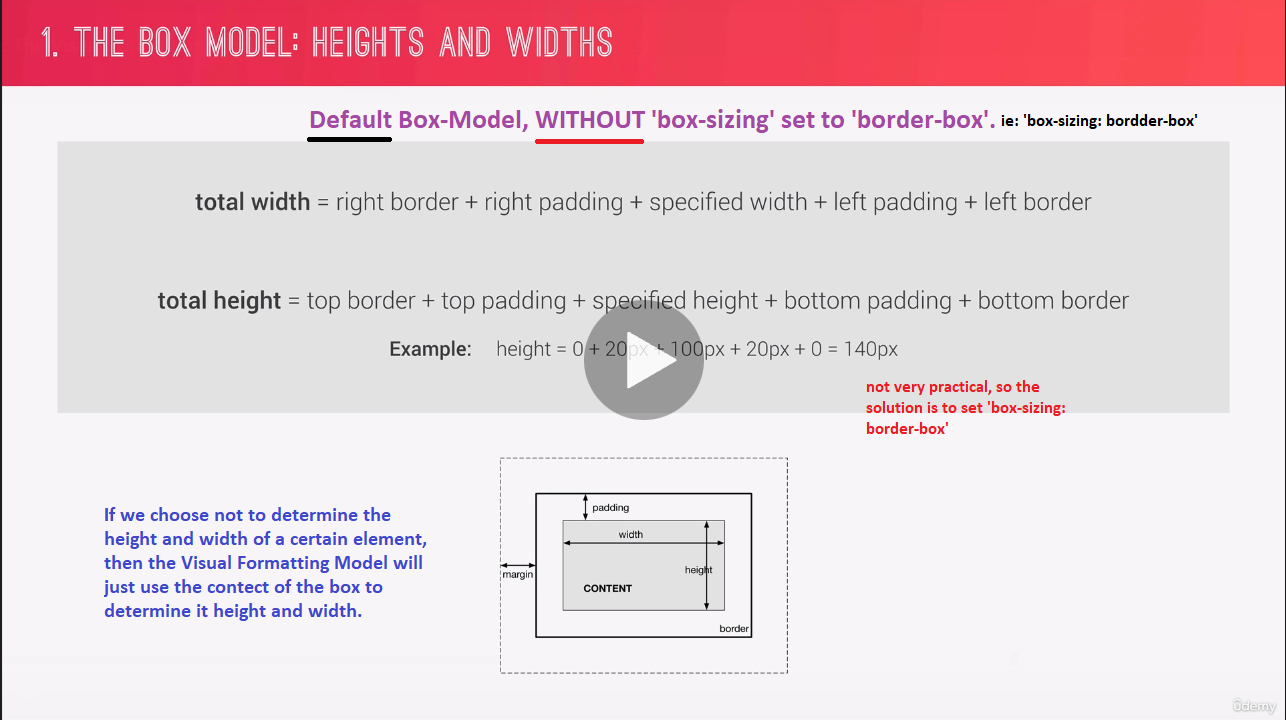 1. THE BOX MODEL: HEIGHTS AND WIDTHS
Default Box-Model, WITHOUT 'box-sizing' set to 'border-box'. ie: 'box-sizing: bordder-box'
total width = right border + right padding + specified width + left padding + left border
total height = top border + top padding + specified height + bottom padding + bottom border
Example: height = 0 + 20px + 100px + 20px + 0 = 140px
not very practical, so the
solution is to set 'box-sizing:
border-box'
If we choose not to determine the
height and width of a certain element,
then the Visual Formatting Model will
just use the contect of the box to
determine it height and width.
padding
width
height
margin
CONTENT
border
ûdemy